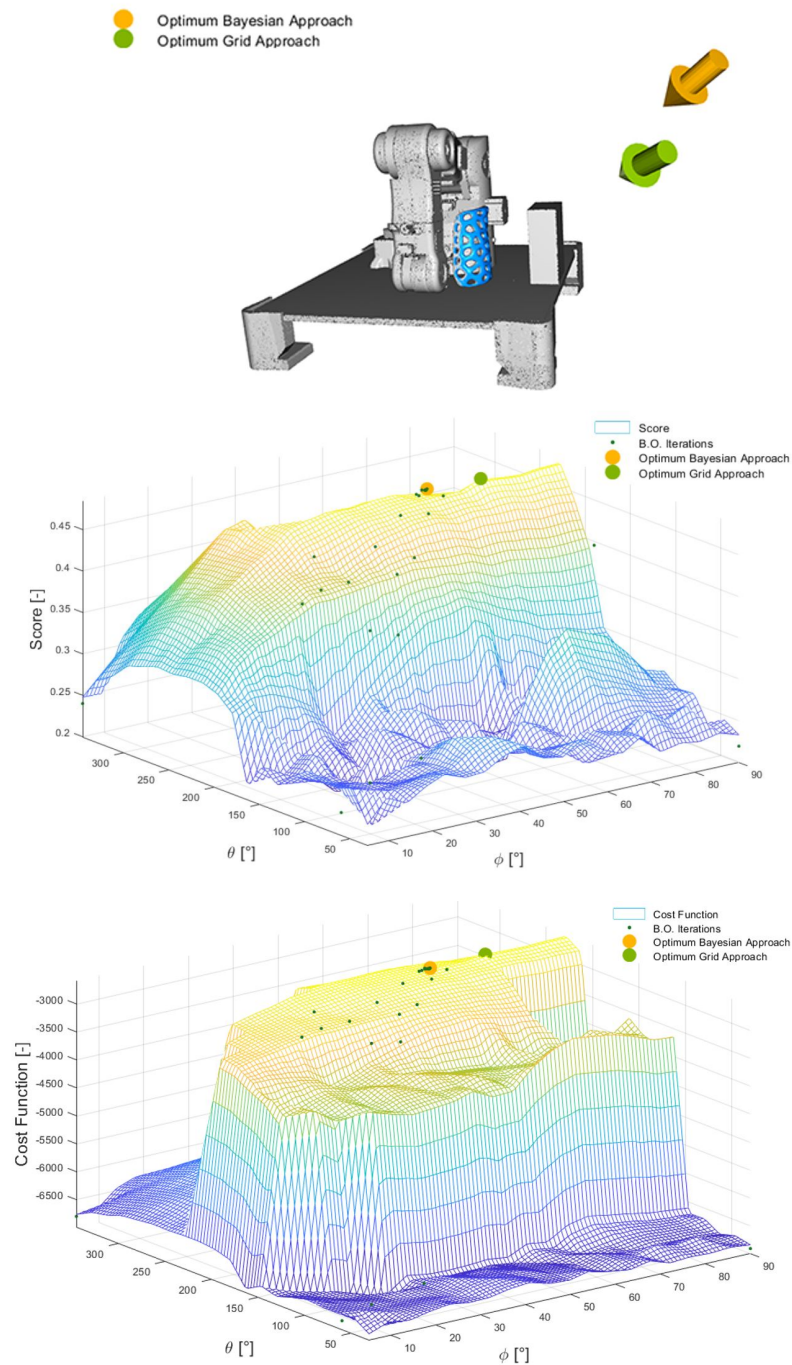 Optimum Bayesian Approach
Optimum Grid Approach
Score
B.O. Iterations
Optimum Bayesian Approach
Optimum Grid Approach
Score [-]
0.45
0.4
0.35
0.3
0.25
0.2
300
250
200
150
100
50
θ [°]
10
20
30
40
50
60
70
80
90
ϕ [°]
Cost Function
B.O. Iterations
Optimum Bayesian Approach
Optimum Grid Approach
Cost Function [-]
-3000
-3500
-4000
-4500
-5000
-5500
-6000
-6500
300
250
200
150
100
50
θ [°]
10
20
30
40
50
60
70
80
90
ϕ [°]